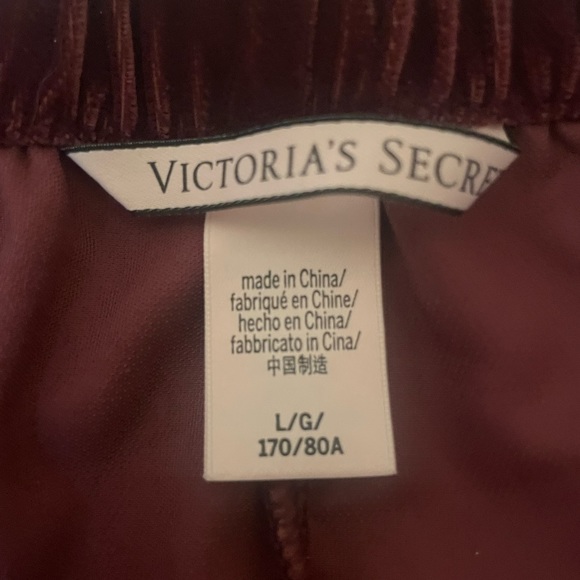 VICTORIA'S SECRE
made in China/
fabriqué en Chine/
hecho en China/
fabbricato in Cina/
中国制造
L/G/
170/80A